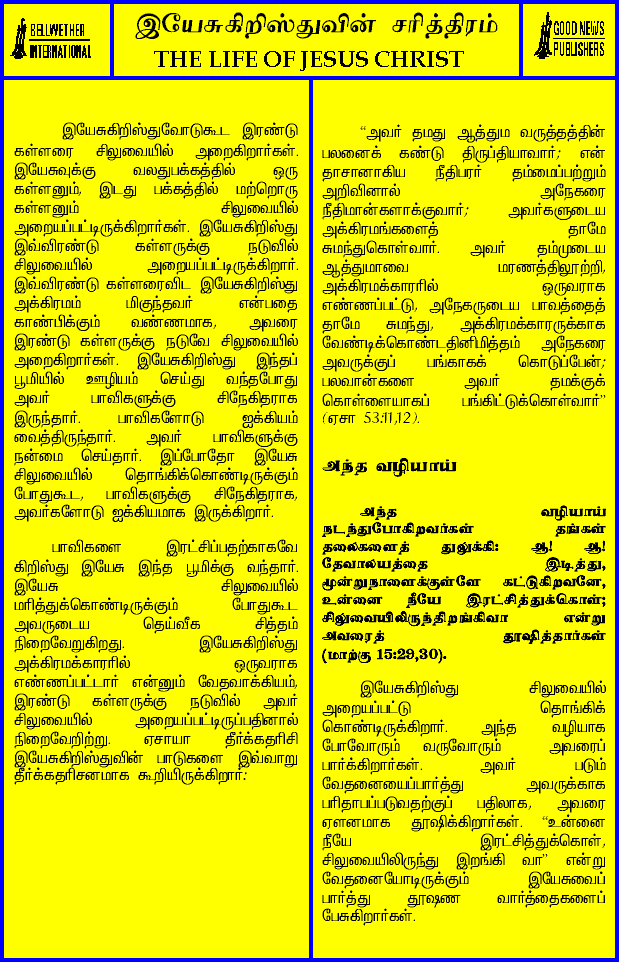 BELLWETHER
INTERNATIONAL
இயேசுகிறிஸ்துவின் சரித்திரம்
THE LIFE OF JESUS CHRIST
GOOD NEWS
PUBLISHERS
இயேசுகிறிஸ்துவோடுகூட இரண்டு
கள்ளரை சிலுவையில் அறைகிறார்கள்.
இயேசுவுக்கு வலதுபக்கத்தில் ஒரு
கள்ளனும், இடது பக்கத்தில் மற்றொரு
கள்ளனும் சிலுவையில்
அறையப்பட்டிருக்கிறார்கள். இயேசுகிறிஸ்து
இவ்விரண்டு கள்ளருக்கு நடுவில்
சிலுவையில் அறையப்பட்டிருக்கிறார்.
இவ்விரண்டு கள்ளரைவிட இயேசுகிறிஸ்து
அக்கிரமம் மிகுந்தவர் என்பதை
காண்பிக்கும் வண்ணமாக, அவரை
இரண்டு கள்ளருக்கு நடுவே சிலுவையில்
அறைகிறார்கள். இயேசுகிறிஸ்து இந்தப்
பூமியில் ஊழியம் செய்து வந்தபோது
அவர் பாவிகளுக்கு சிநேகிதராக
இருந்தார். பாவிகளோடு ஐக்கியம்
வைத்திருந்தார். அவர் பாவிகளுக்கு
நன்மை செய்தார். இப்போதோ இயேசு
சிலுவையில் தொங்கிக்கொண்டிருக்கும்
போதுகூட, பாவிகளுக்கு சிநேகிதராக,
அவர்களோடு ஐக்கியமாக இருக்கிறார்.
பாவிகளை இரட்சிப்பதற்காகவே
கிறிஸ்து இயேசு இந்த பூமிக்கு வந்தார்.
இயேசு சிலுவையில்
மரித்துக்கொண்டிருக்கும் போதுகூட
அவருடைய தெய்வீக சித்தம்
நிறைவேறுகிறது. இயேசுகிறிஸ்து
அக்கிரமக்காரரில் ஒருவராக
எண்ணப்பட்டார் என்னும் வேதவாக்கியம்,
இரண்டு கள்ளருக்கு நடுவில் அவர்
சிலுவையில் அறையப்பட்டிருப்பதினால்
நிறைவேறிற்று. ஏசாயா தீர்க்கதரிசி
இயேசுகிறிஸ்துவின் பாடுகளை இவ்வாறு
தீர்க்கதரிசனமாக கூறியிருக்கிறார்:
“அவர் தமது ஆத்தும வருத்தத்தின்
பலனைக் கண்டு திருப்தியாவார்; என்
தாசானாகிய நீதிபரர் தம்மைப்பற்றும்
அறிவினால் அநேகரை
நீதிமான்களாக்குவார்; அவர்களுடைய
அக்கிரமங்களைத் தாமே
சுமந்துகொள்வார். அவர் தம்முடைய
ஆத்துமாவை மரணத்திலூற்றி,
அக்கிரமக்காரரில் ஒருவராக
எண்ணப்பட்டு, அநேகருடைய பாவத்தைத்
தாமே சுமந்து, அக்கிரமக்காரருக்காக
வேண்டிக்கொண்டதினிமித்தம் அநேகரை
அவருக்குப் பங்காகக் கொடுப்பேன்;
பலவான்களை அவர் தமக்குக்
கொள்ளையாகப் பங்கிட்டுக்கொள்வார்”
(ஏசா 53:11,12).
அந்த வழியாய்
அந்த வழியாய்
நடந்துபோகிறவர்கள் தங்கள்
தலைகளைத் துலுக்கி: ஆ! ஆ!
தேவாலயத்தை இடித்து,
மூன்றுநாளைக்குள்ளே கட்டுகிறவனே,
உன்னை நீயே இரட்சித்துக்கொள்;
சிலுவையிலிருந்திறங்கிவா என்று
அவரைத் தூஷித்தார்கள்
(மாற்கு 15:29,30).
இயேசுகிறிஸ்து சிலுவையில்
அறையப்பட்டு தொங்கிக்
கொண்டிருக்கிறார். அந்த வழியாக
போவோரும் வருவோரும் அவரைப்
பார்க்கிறார்கள். அவர் படும்
வேதனையைப்பார்த்து அவருக்காக
பரிதாபப்படுவதற்குப் பதிலாக, அவரை
ஏளனமாக தூஷிக்கிறார்கள். “உன்னை
நீயே இரட்சித்துக்கொள்,
சிலுவையிலிருந்து இறங்கி வா” என்று
வேதனையோடிருக்கும் இயேசுவைப்
பார்த்து தூஷண வார்த்தைகளைப்
பேசுகிறார்கள்.